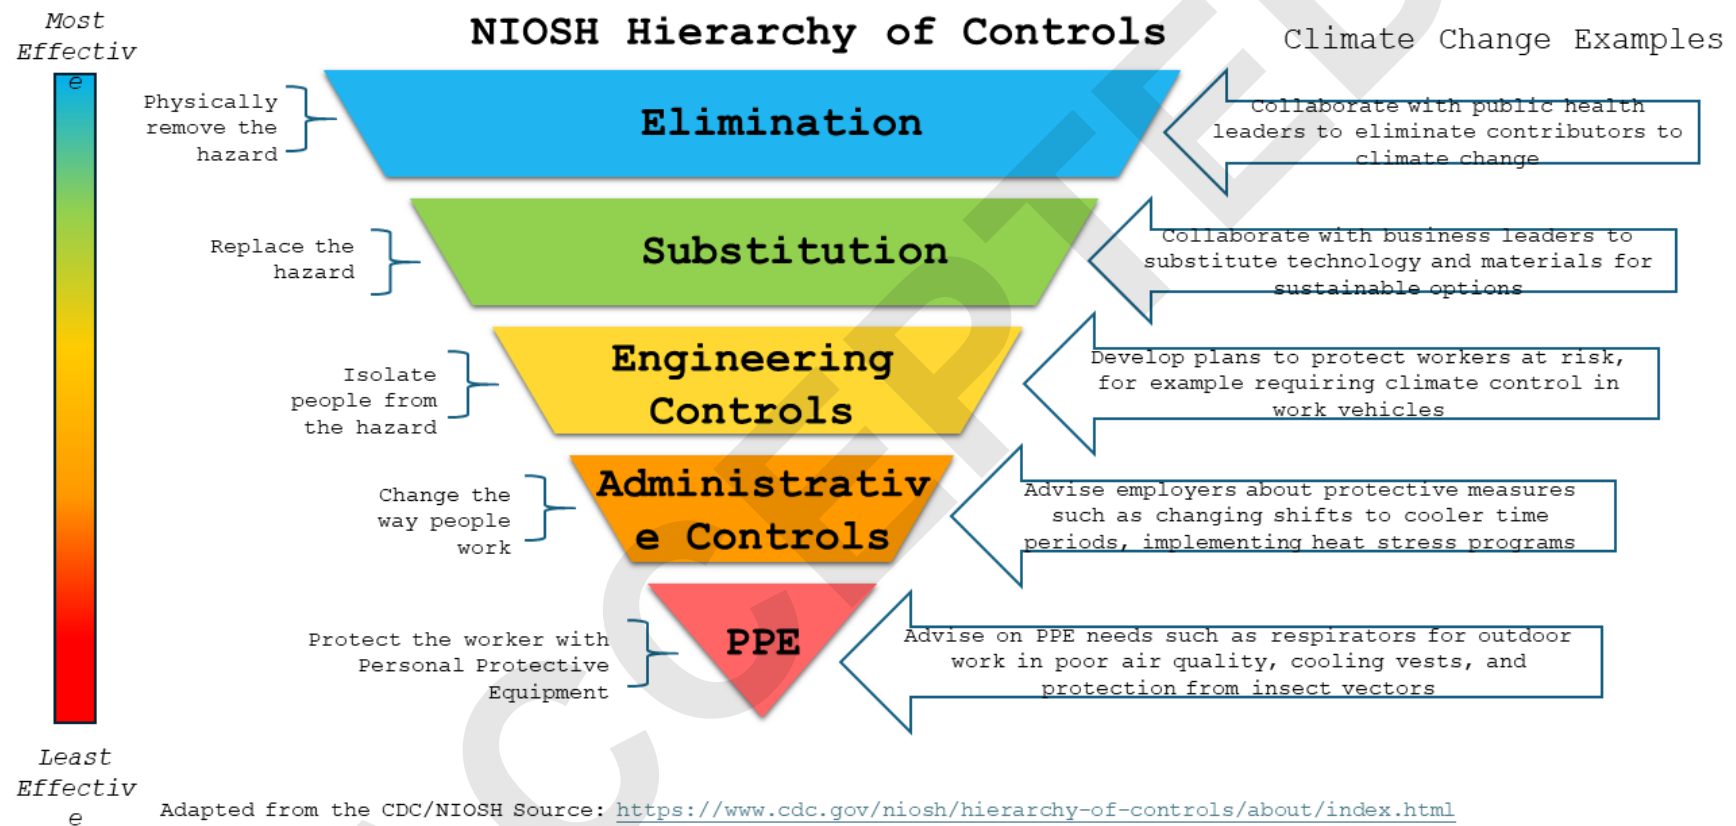 Most
Effectiv
e
NIOSH Hierarchy of Controls
Climate Change Examples
Physically
remove the
hazard
Elimination
Collaborate with public health
leaders to eliminate contributors to
climate change
Replace the
hazard
Substitution
Collaborate with business leaders to
substitute technology and materials for
sustainable options
Isolate
people from
the hazard
Engineering
Controls
Develop plans to protect workers at risk,
for example requiring climate control in
work vehicles
Change the
way people
work
Administrativ
e Controls
Advise employers about protective measures
such as changing shifts to cooler time
periods, implementing heat stress programs
Protect the worker with
Personal Protective
Equipment
PPE
Advise on PPE needs such as respirators for outdoor
work in poor air quality, cooling vests, and
protection from insect vectors
Least
Effectiv
e
Adapted from the CDC/NIOSH Source: https://www.cdc.gov/niosh/hierarchy-of-controls/about/index.html
CCEPTED